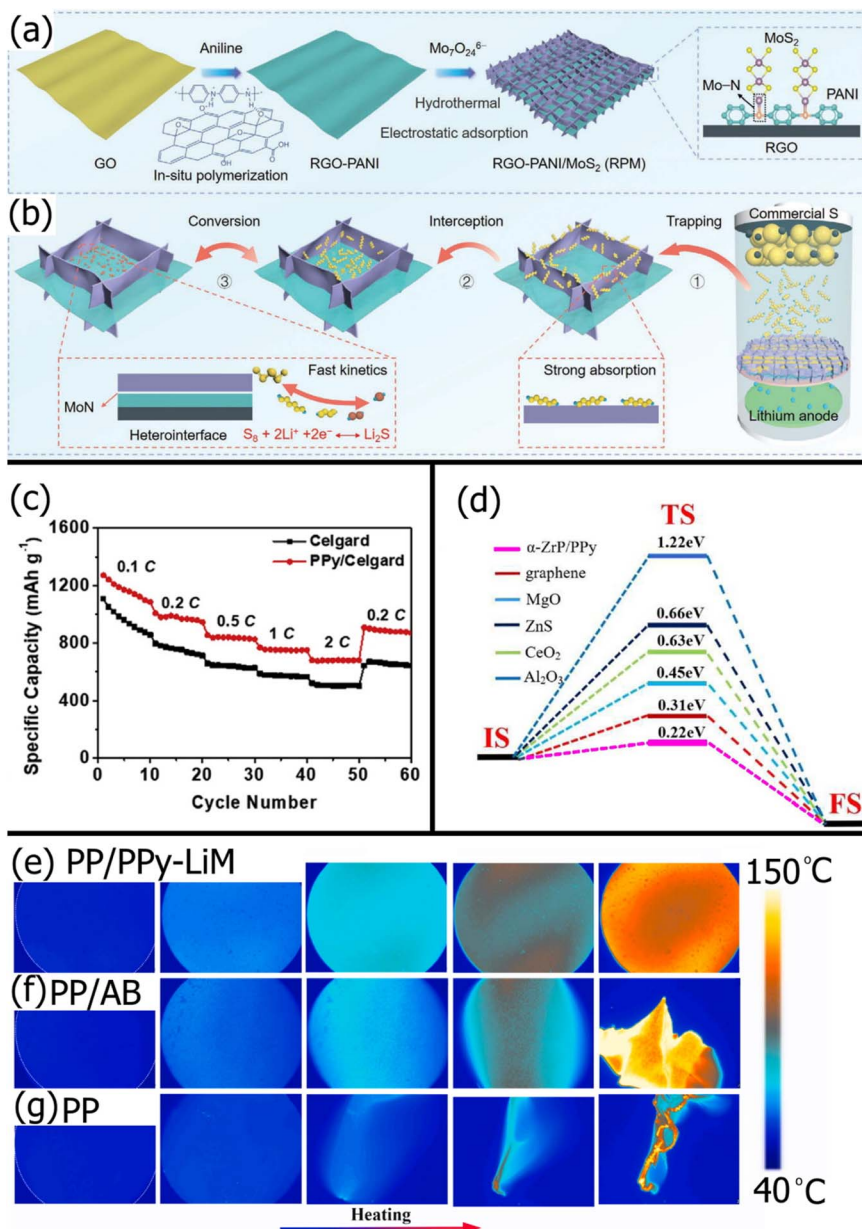 (a)
Aniline
Mo₇O₂₄⁶⁻
MoS₂
Mo–N
PANI
RGO
Hydrothermal
Electrostatic adsorption
GO
In-situ polymerization
RGO-PANI
RGO-PANI/MoS₂ (RPM)
(b)
Conversion
Interception
Trapping
Commercial S
③
②
①
Fast kinetics
Strong absorption
MoN
Heterointerface
S₈ + 2Li⁺ +2e⁻ ⟷ Li₂S
Lithium anode
(c)
Specific Capacity (mAh g⁻¹)
1600
1200
800
400
0
Celgard
PPy/Celgard
0.1 C
0.2 C
0.5 C
1 C
2 C
0.2 C
0 10 20 30 40 50 60
Cycle Number
(d)
TS
α-ZrP/PPy
graphene
MgO
ZnS
CeO₂
Al₂O₃
1.22eV
0.66eV
0.63eV
0.45eV
0.31eV
0.22eV
IS
FS
(e) PP/PPy-LiM
150°C
(f) PP/AB
(g) PP
40°C
Heating